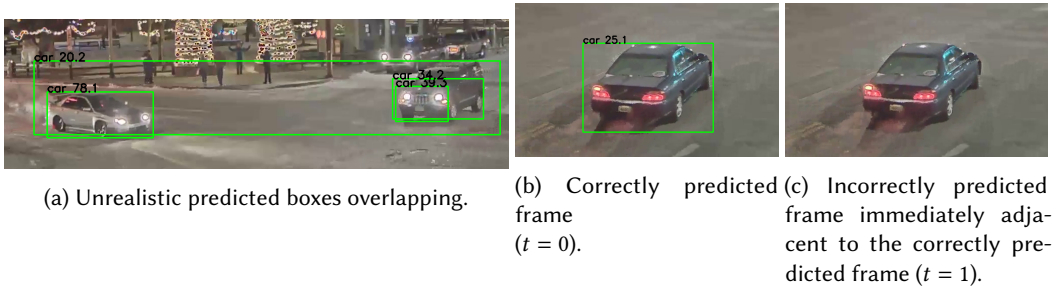 car 20.2
car 34.2
car 39.3
car 78.1
car 25.1
(a) Unrealistic predicted boxes overlapping.
(b) Correctly predicted
frame
(t = 0).
(c) Incorrectly predicted
frame immediately adja-
cent to the correctly pre-
dicted frame (t = 1).